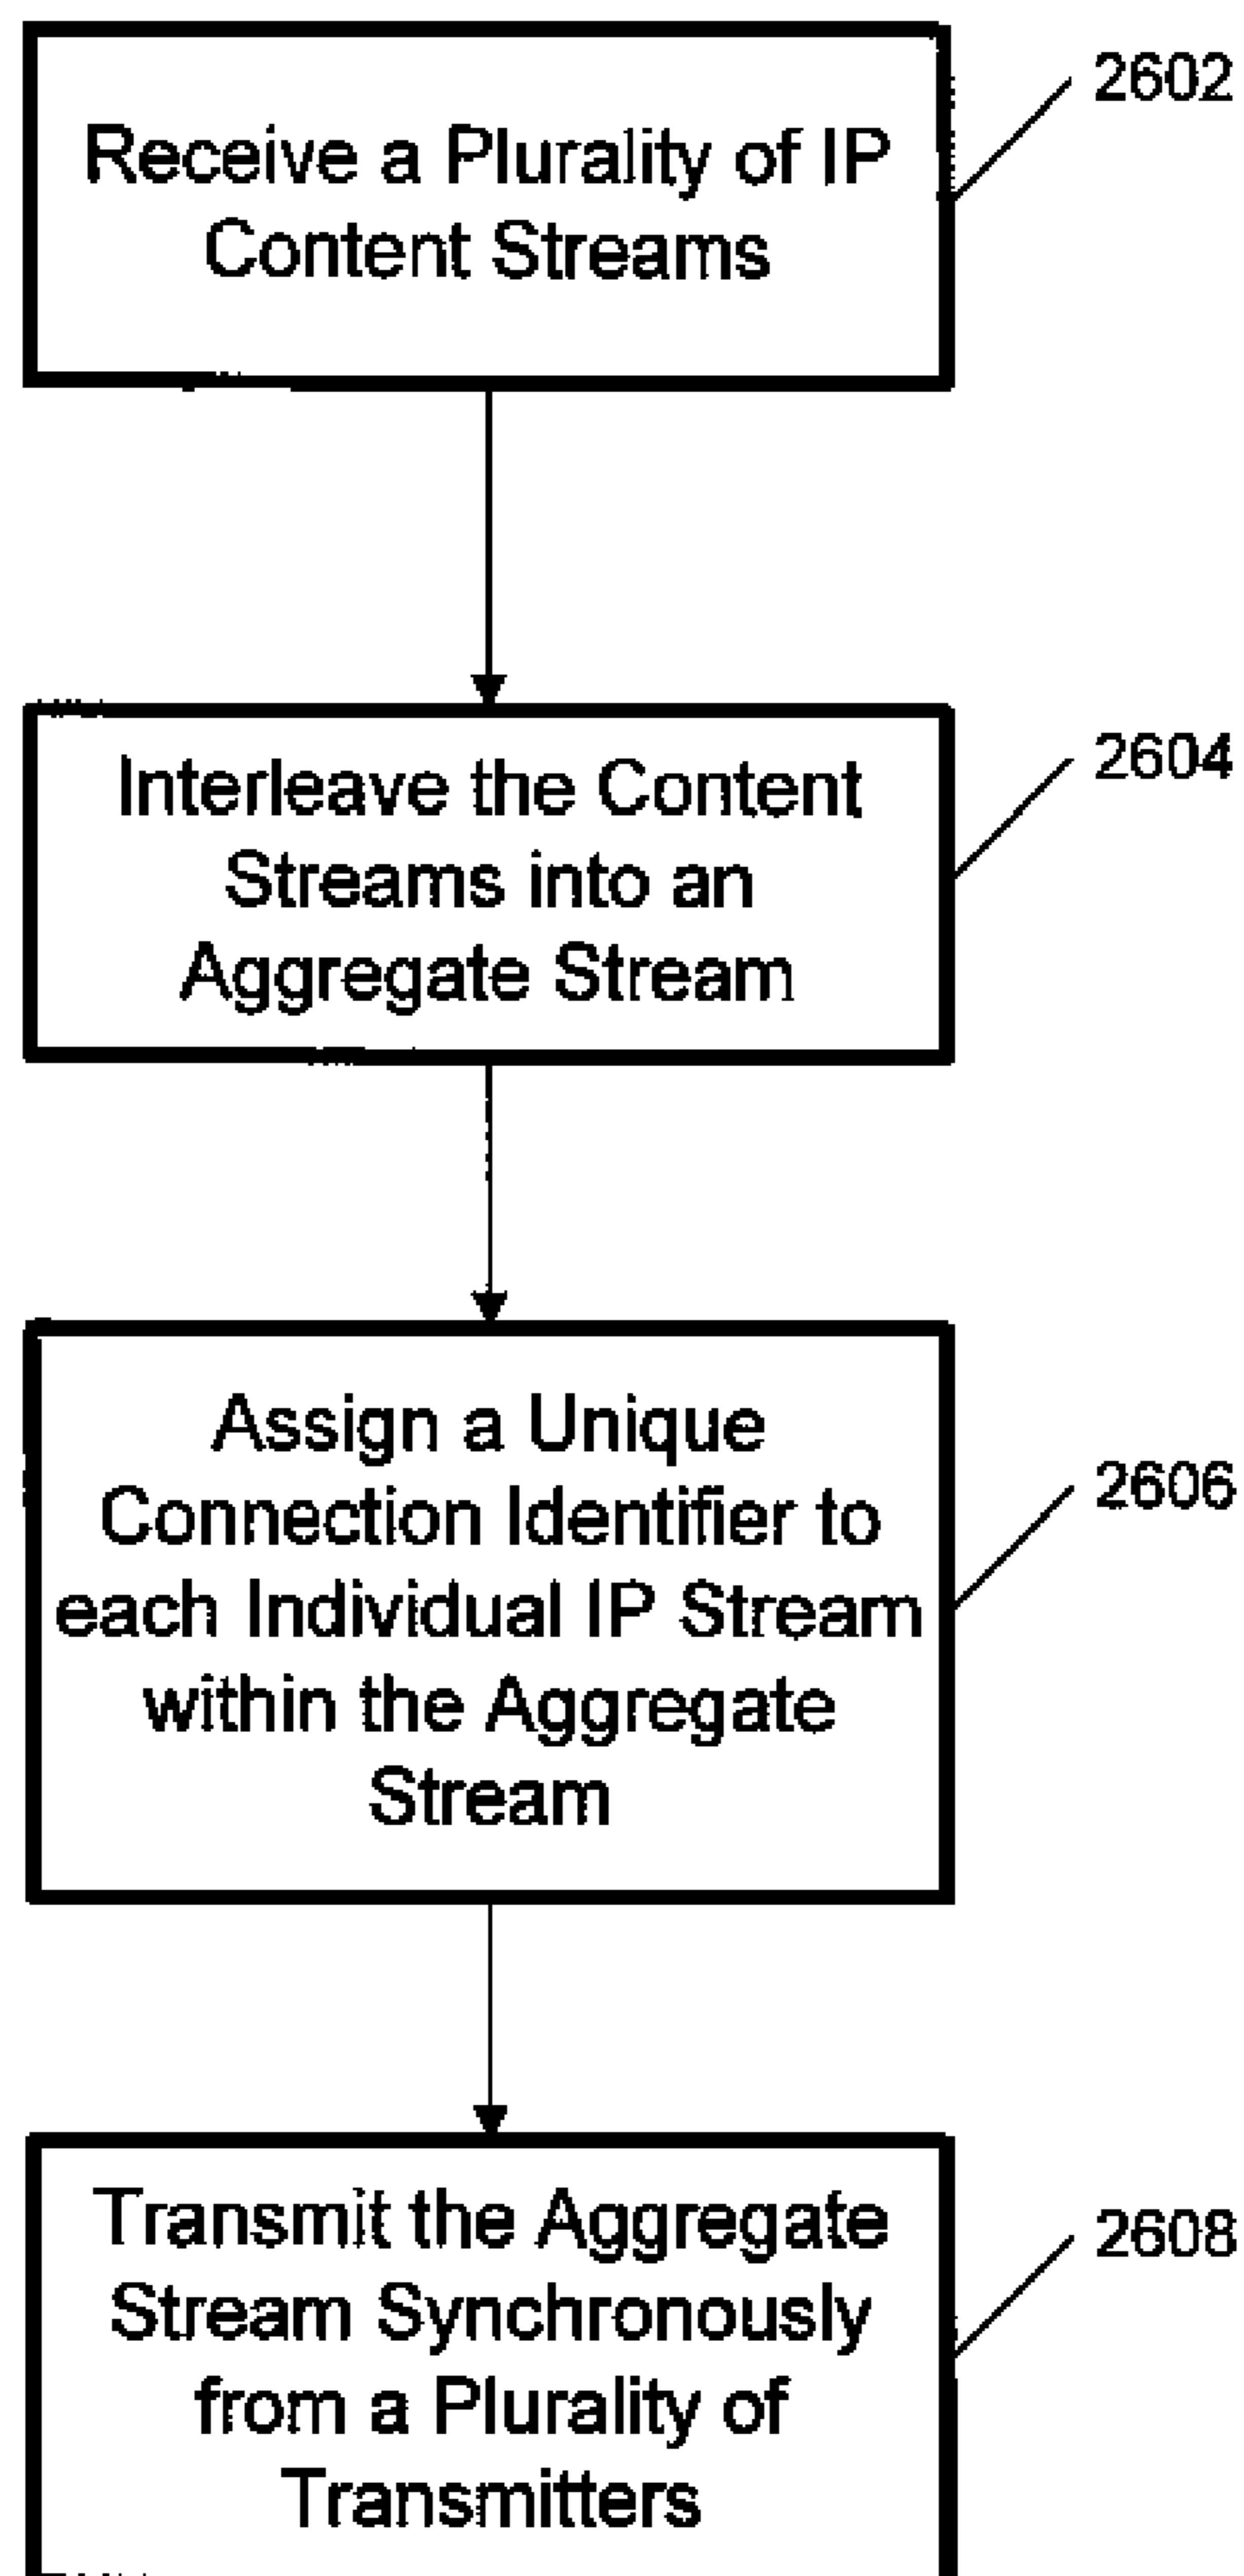 Receive a Plurality of IP
Content Streams
2602
Interleave the Content
Streams into an
Aggregate Stream
2604
Assign a Unique
Connection Identifier to
each Individual IP Stream
within the Aggregate
Stream
2606
Transmit the Aggregate
Stream Synchronously
from a Plurality of
Transmitters
2608